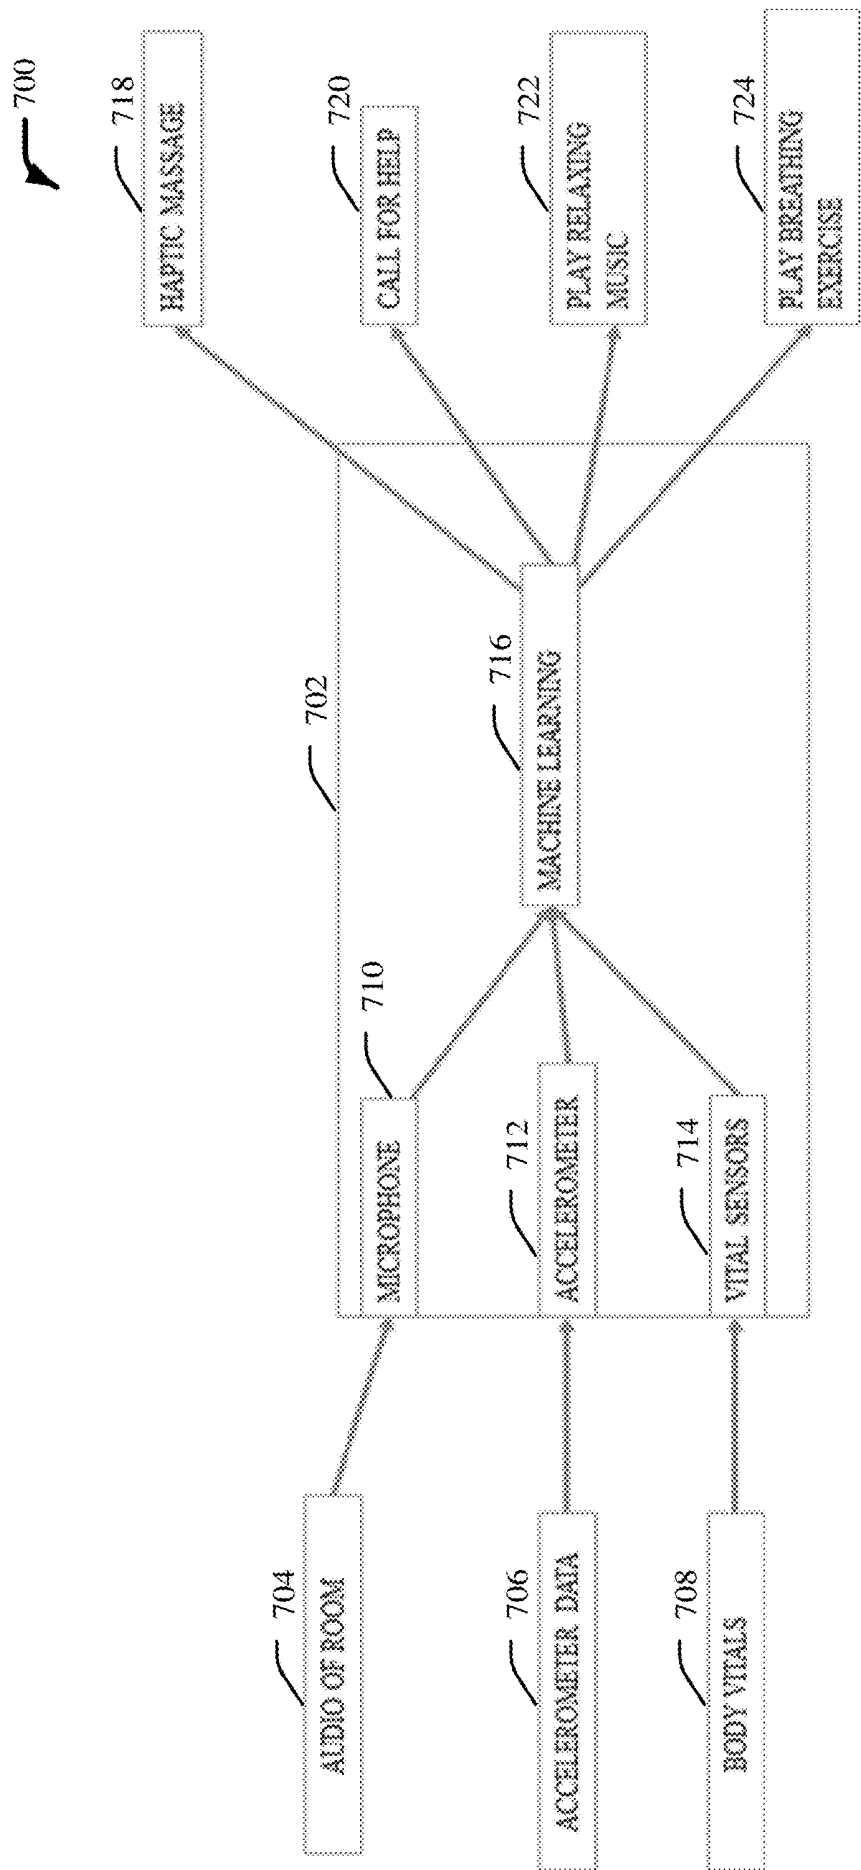 700
AUDIO OF ROOM
704
ACCELEROMETER DATA
706
BODY VITALS
708
702
MICROPHONE
710
ACCELEROMETER
712
VITAL SENSORS
714
MACHINE LEARNING
716
HAPTIC MASSAGE
718
CALL FOR HELP
720
PLAY RELAXING
MUSIC
722
PLAY BREATHING
EXERCISE
724